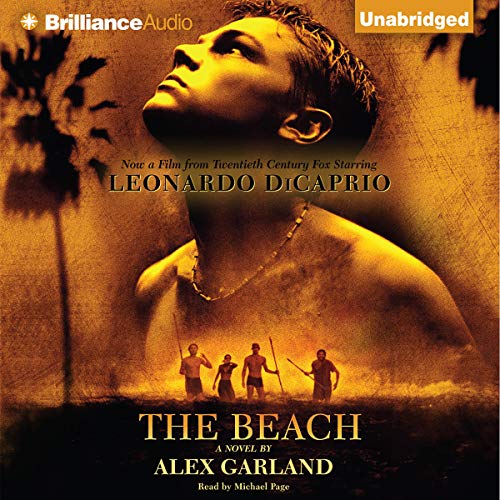 BrillianceAudio
Unabridged
Now a Film from Twentieth Century Fox Starring
LEONARDO DiCAPRIO
THE BEACH
A NOVEL BY
ALEX GARLAND
Read by Michael Page